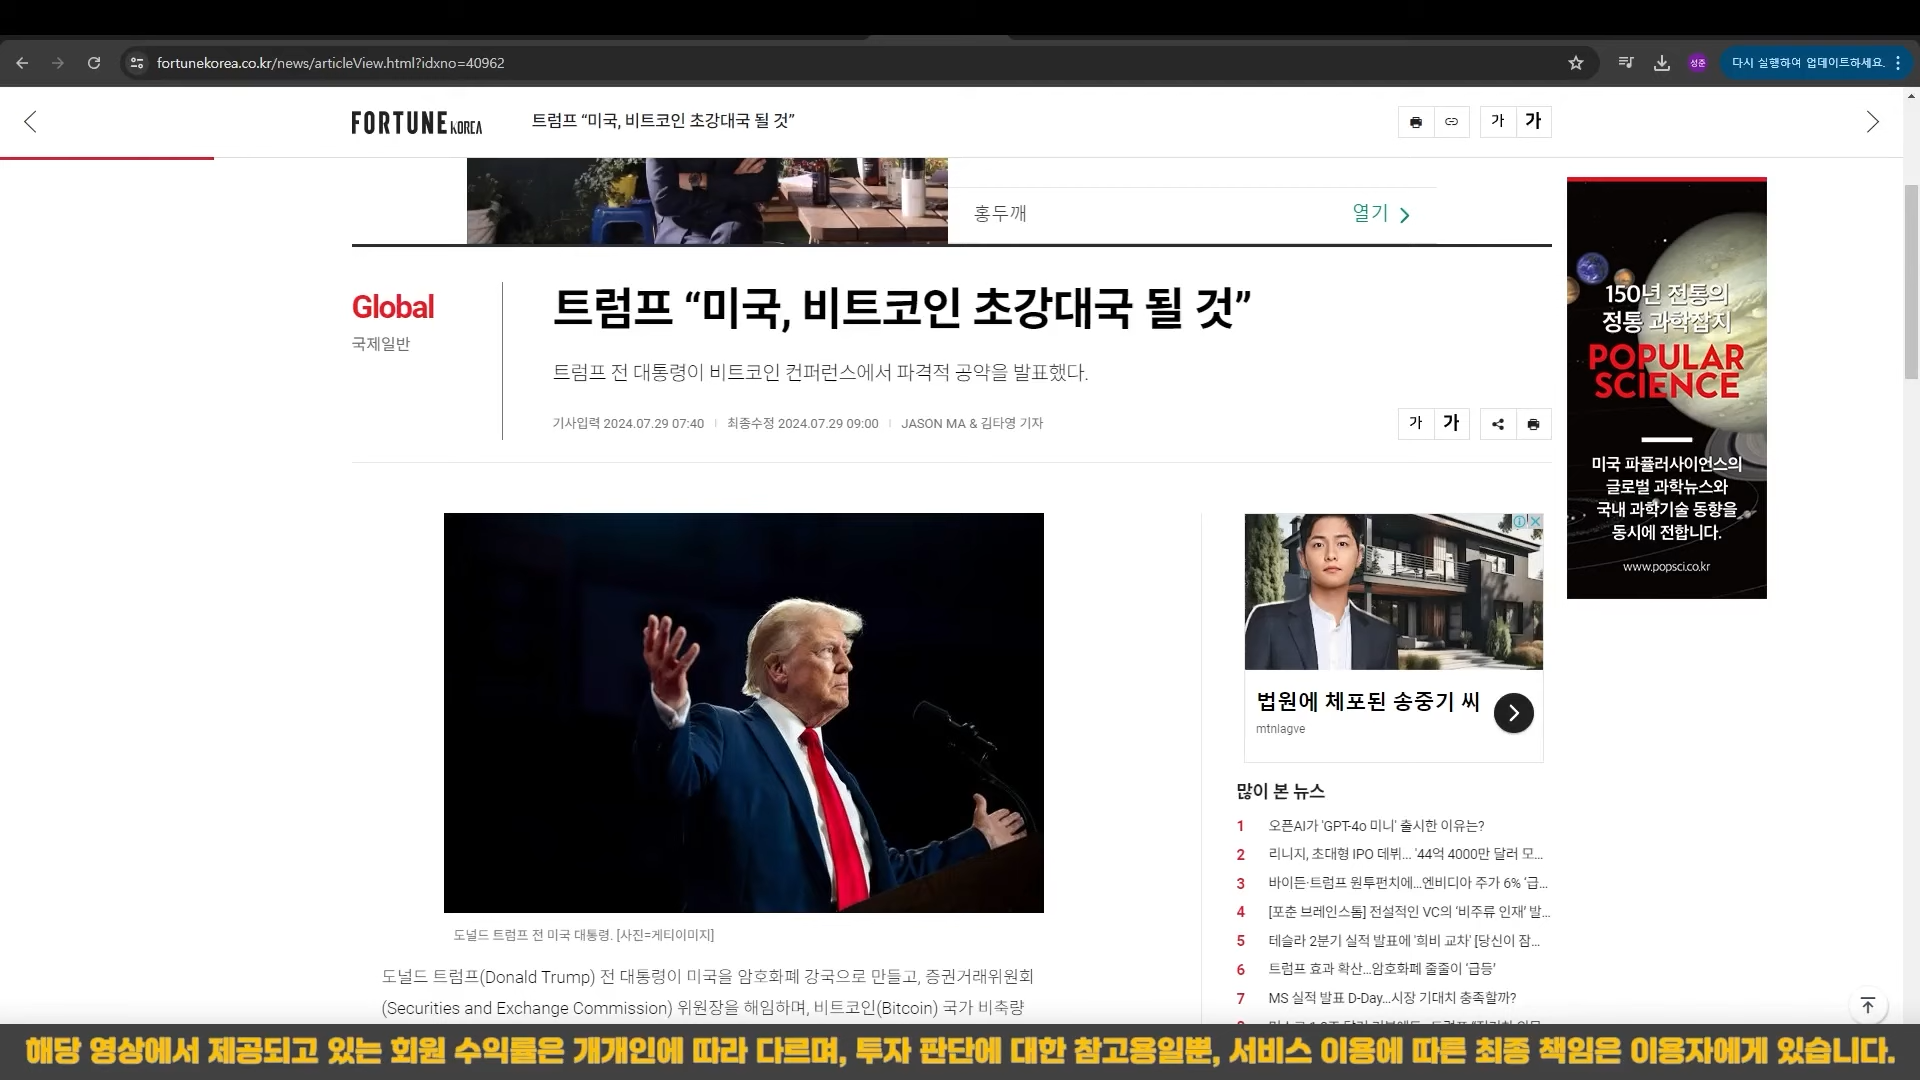 fortunekorea.co.kr/news/articleView.html?idxno=40962
성준
다시 실행하여 업데이트하세요.
FORTUNE KOREA
트럼프 “미국, 비트코인 초강대국 될 것”
가 가
홍두깨
열기
Global
국제일반
트럼프 “미국, 비트코인 초강대국 될 것”
트럼프 전 대통령이 비트코인 컨퍼런스에서 파격적 공약을 발표했다.
기사입력 2024.07.29 07:40 최종수정 2024.07.29 09:00 JASON MA & 김타영 기자
가 가
150년 전통의
정통 과학잡지
POPULAR
SCIENCE
미국 파퓰러사이언스의
글로벌 과학뉴스와
국내 과학기술 동향을
동시에 전합니다.
www.popsci.co.kr
법원에 체포된 송중기 씨
mtnlagve
도널드 트럼프 전 미국 대통령. [사진=게티이미지]
도널드 트럼프(Donald Trump) 전 대통령이 미국을 암호화폐 강국으로 만들고, 증권거래위원회
(Securities and Exchange Commission) 위원장을 해임하며, 비트코인(Bitcoin) 국가 비축량
많이 본 뉴스
1 오픈AI가 'GPT-4o 미니' 출시한 이유는?
2 리니지, 초대형 IPO 데뷔... '44억 4000만 달러 모...
3 바이든·트럼프 원투펀치에...엔비디아 주가 6% '급...
4 [포춘 브레인스톰] 전설적인 VC의 '비주류 인재' 발...
5 테슬라 2분기 실적 발표에 '희비 교차' [당신이 잠...
6 트럼프 효과 확산...암호화폐 줄줄이 '급등'
7 MS 실적 발표 D-Day...시장 기대치 충족할까?
해당 영상에서 제공되고 있는 회원 수익률은 개개인에 따라 다르며, 투자 판단에 대한 참고용일뿐, 서비스 이용에 따른 최종 책임은 이용자에게 있습니다.